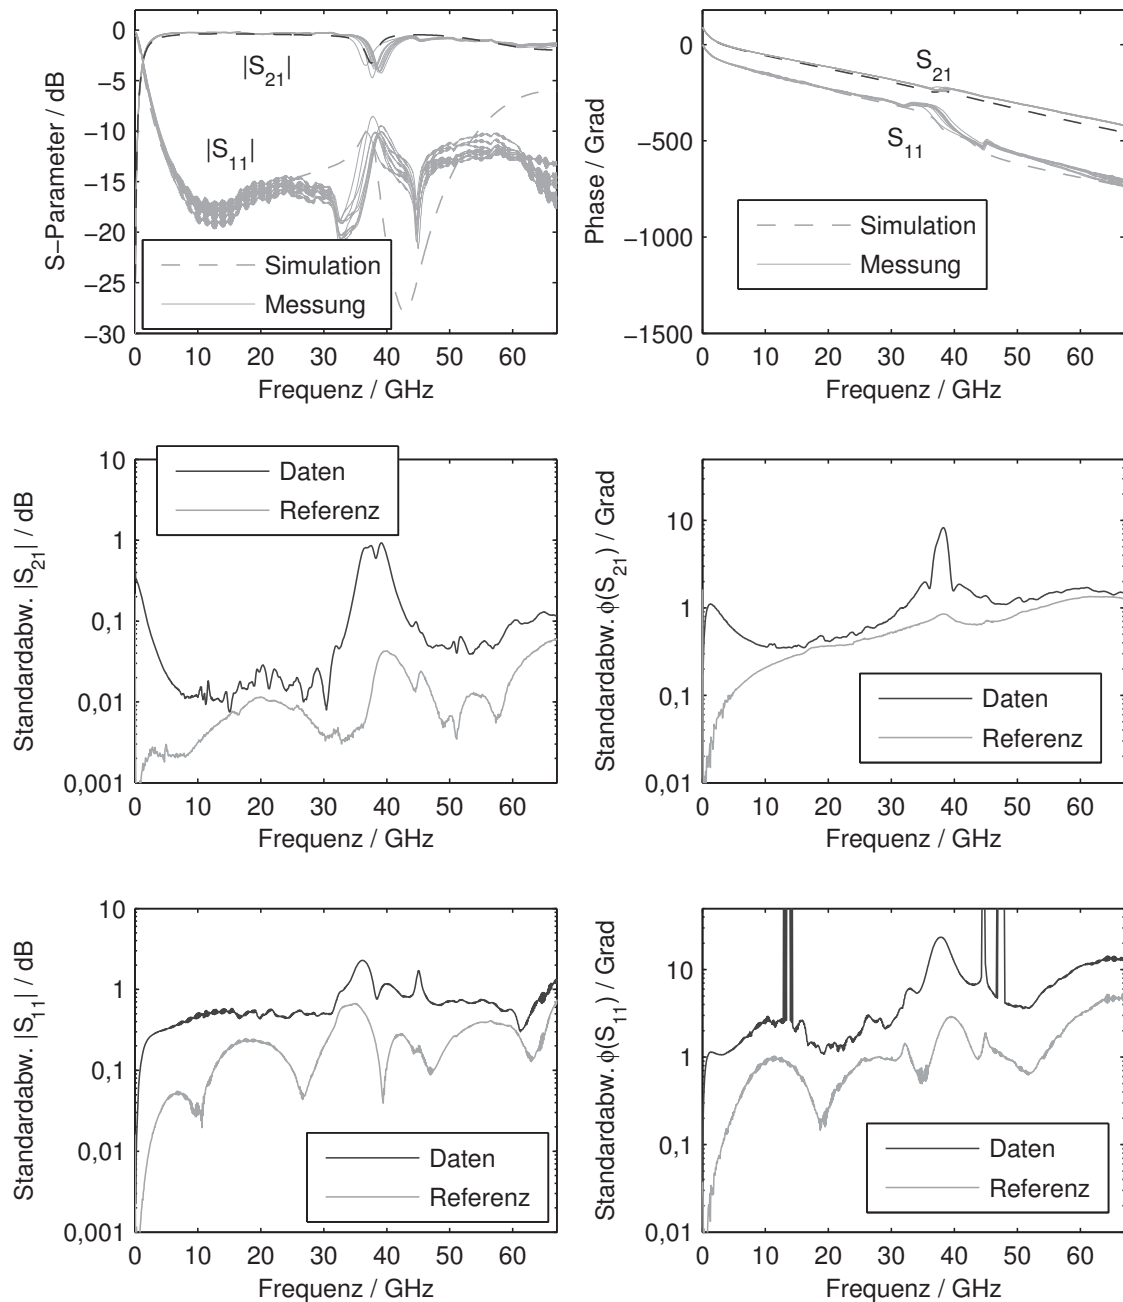 0
−5
−10
−15
−20
−25
−30
S−Parameter / dB
|S21|
|S11|
Simulation
Messung
0 10 20 30 40 50 60
Frequenz / GHz
0
−500
−1000
−1500
Phase / Grad
S21
S11
Simulation
Messung
0 10 20 30 40 50 60
Frequenz / GHz
10
1
0,1
0,01
0,001
Standardabw. |S21| / dB
Daten
Referenz
0 10 20 30 40 50 60
Frequenz / GHz
10
1
0,1
0,01
Standardabw. ϕ(S21) / Grad
Daten
Referenz
0 10 20 30 40 50 60
Frequenz / GHz
10
1
0,1
0,01
0,001
Standardabw. |S11| / dB
Daten
Referenz
0 10 20 30 40 50 60
Frequenz / GHz
10
1
0,1
0,01
Standardabw. ϕ(S11) / Grad
Daten
Referenz
0 10 20 30 40 50 60
Frequenz / GHz